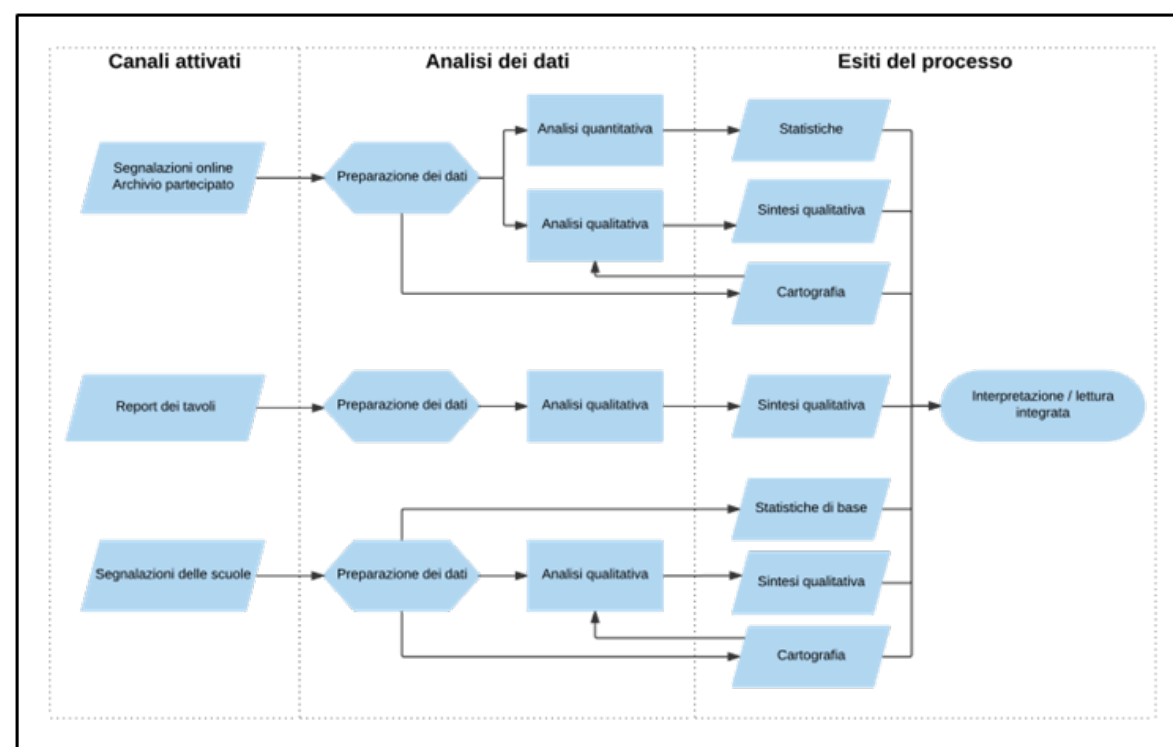 Canali attivati
Analisi dei dati
Esiti del processo
Segnalazioni online
Archivio partecipato
Preparazione dei dati
Analisi quantitativa
Statistiche
Analisi qualitativa
Sintesi qualitativa
Cartografia
Report dei tavoli
Preparazione dei dati
Analisi qualitativa
Sintesi qualitativa
Interpretazione / lettura
integrata
Statistiche di base
Segnalazioni delle scuole
Preparazione dei dati
Analisi qualitativa
Sintesi qualitativa
Cartografia